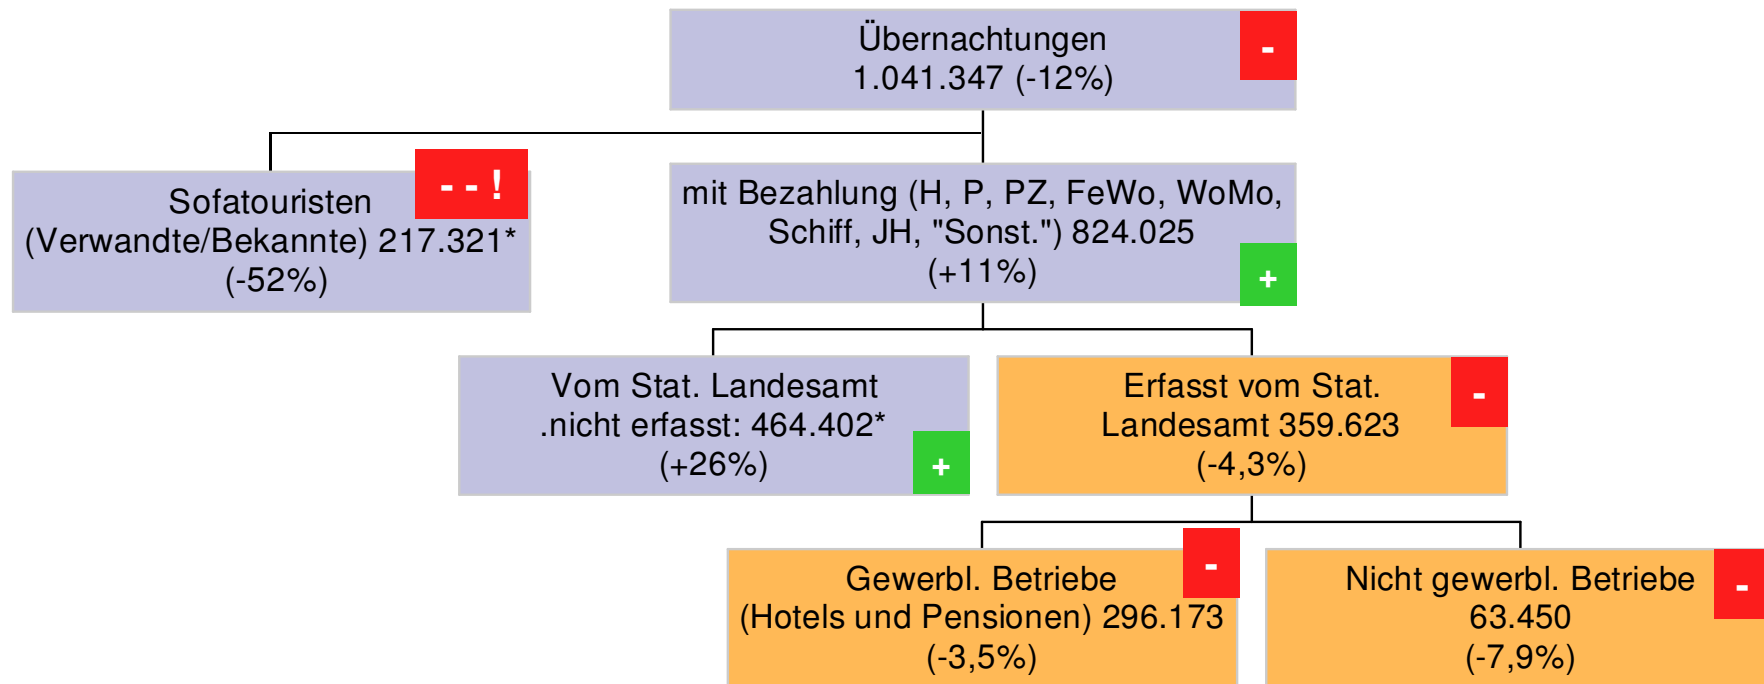 Übernachtungen
1.041.347 (-12%)
-
Sofatouristen
(Verwandte/Bekannte) 217.321*
(-52%)
- - !
mit Bezahlung (H, P, PZ, FeWo, WoMo,
Schiff, JH, "Sonst.") 824.025
(+11%)
+
Vom Stat. Landesamt
.nicht erfasst: 464.402*
(+26%)
+
Erfasst vom Stat.
Landesamt 359.623
(-4,3%)
-
Gewerbl. Betriebe
(Hotels und Pensionen) 296.173
(-3,5%)
-
Nicht gewerbl. Betriebe
63.450
(-7,9%)
-